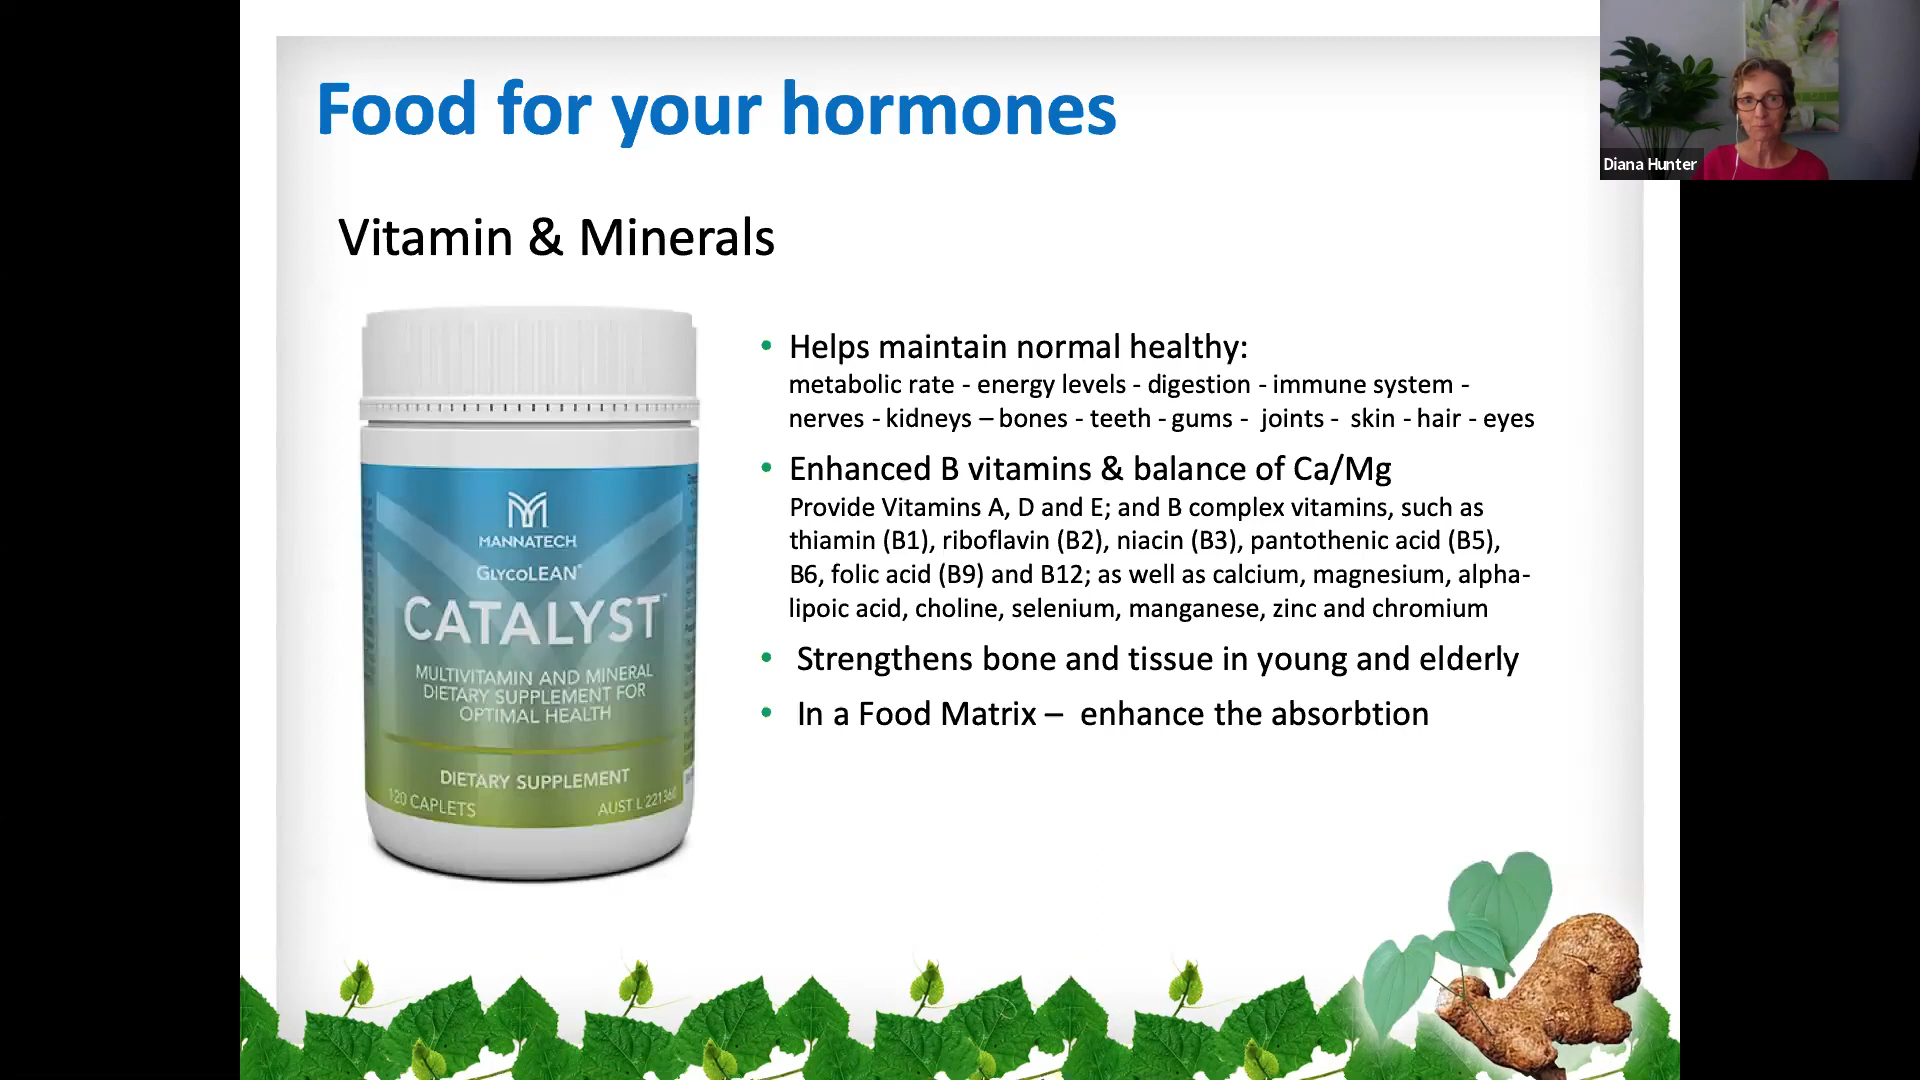 Food for your hormones
Diana Hunter
Vitamin & Minerals
• Helps maintain normal healthy:
metabolic rate - energy levels - digestion - immune system -
nerves - kidneys – bones - teeth - gums - joints - skin - hair - eyes
• Enhanced B vitamins & balance of Ca/Mg
Provide Vitamins A, D and E; and B complex vitamins, such as
thiamin (B1), riboflavin (B2), niacin (B3), pantothenic acid (B5),
B6, folic acid (B9) and B12; as well as calcium, magnesium, alpha-
lipoic acid, choline, selenium, manganese, zinc and chromium
• Strengthens bone and tissue in young and elderly
• In a Food Matrix – enhance the absorbtion
MANNATECH
GLYCOLEAN®
CATALYST™
MULTIVITAMIN AND MINERAL
DIETARY SUPPLEMENT FOR
OPTIMAL HEALTH
DIETARY SUPPLEMENT
120 CAPLETS
AUST L 221360